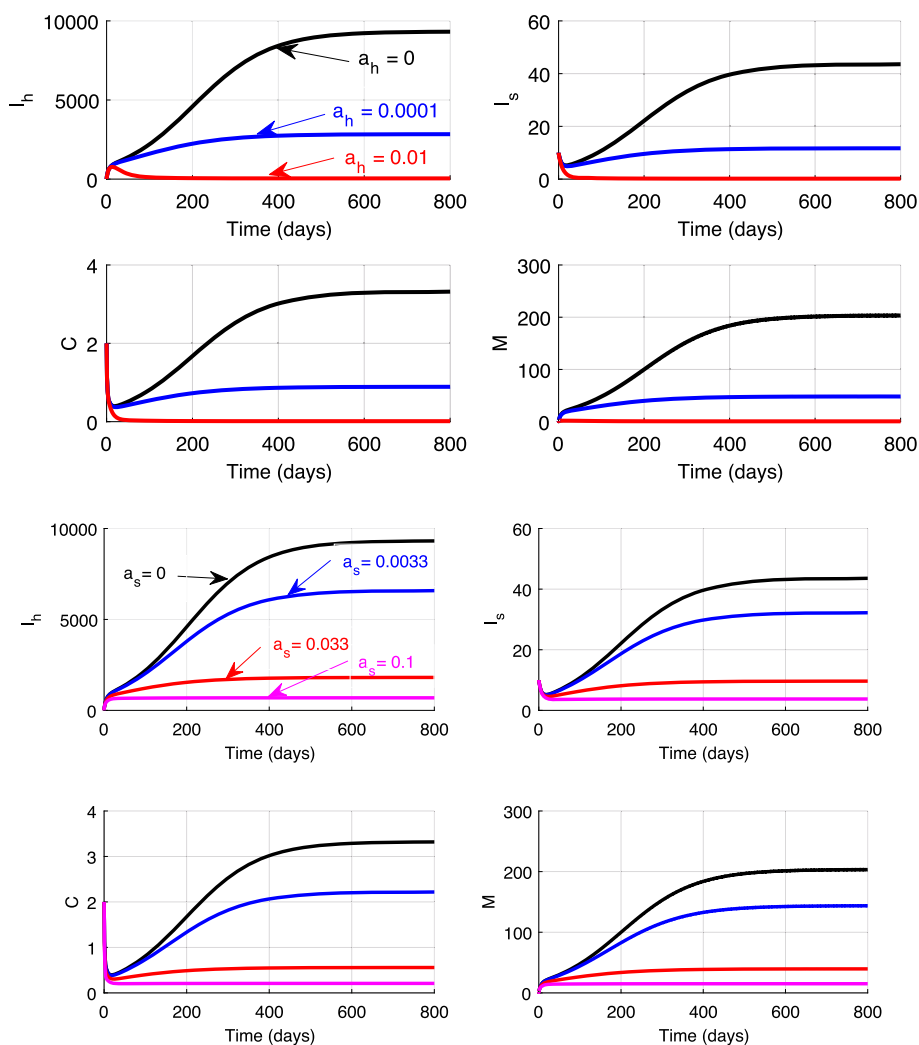 10000
5000
0
I_h
a_h = 0
a_h = 0.0001
a_h = 0.01
0 200 400 600 800
Time (days)
60
40
20
0
I_s
0 200 400 600 800
Time (days)
4
2
0
C
0 200 400 600 800
Time (days)
300
200
100
0
M
0 200 400 600 800
Time (days)
10000
5000
0
I_h
a_s = 0
a_s = 0.0033
a_s = 0.033
a_s = 0.1
0 200 400 600 800
Time (days)
60
40
20
0
I_s
0 200 400 600 800
Time (days)
4
3
2
1
0
C
0 200 400 600 800
Time (days)
300
200
100
0
M
0 200 400 600 800
Time (days)